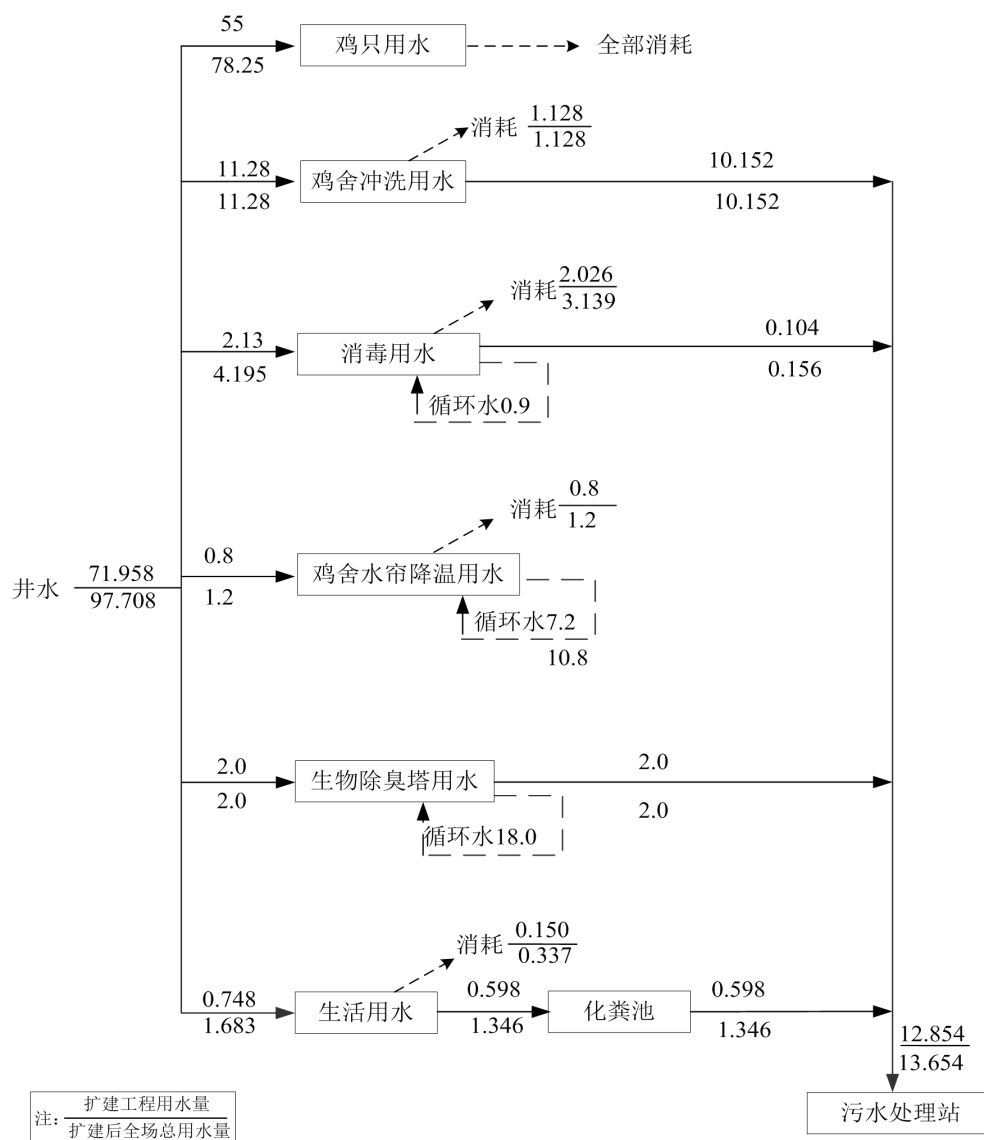 55
鸡只用水
全部消耗
78.25
消耗 1.128
1.128
11.28
鸡舍冲洗用水
10.152
11.28
10.152
消耗 2.026
3.139
2.13
消毒用水
0.104
4.195
0.156
循环水0.9
消耗 0.8
1.2
0.8
鸡舍水帘降温用水
1.2
井水
71.958
97.708
循环水7.2
10.8
2.0
生物除臭塔用水
2.0
2.0
2.0
循环水18.0
消耗 0.150
0.337
0.748
生活用水
0.598
化粪池
0.598
1.683
1.346
1.346
12.854
13.654
污水处理站
注: 扩建工程用水量
扩建后全场总用水量